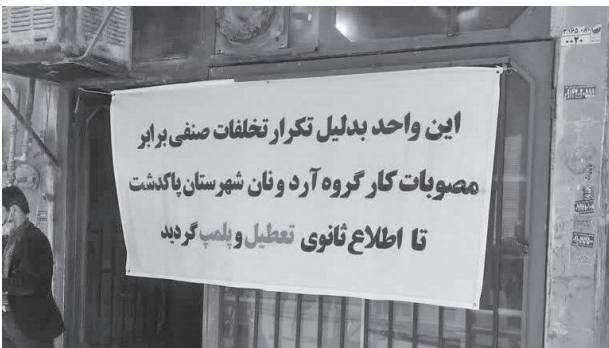 این واحد بدلیل تکرار تخلفات صنفی برابر
مصوبات کار گروه آرد و نان شهرستان پاکدشت
تا اطلاع ثانوی تعطیل و پلمپ گردید